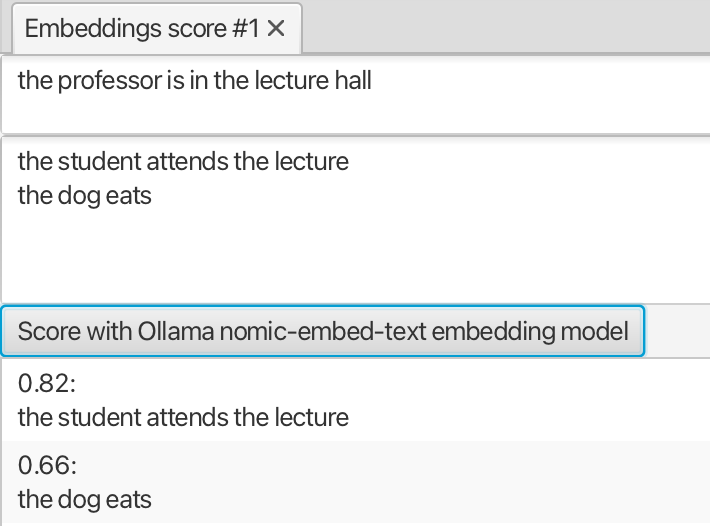 Embeddings score #1
the professor is in the lecture hall
the student attends the lecture
the dog eats
Score with Ollama nomic-embed-text embedding model
0.82:
the student attends the lecture
0.66:
the dog eats